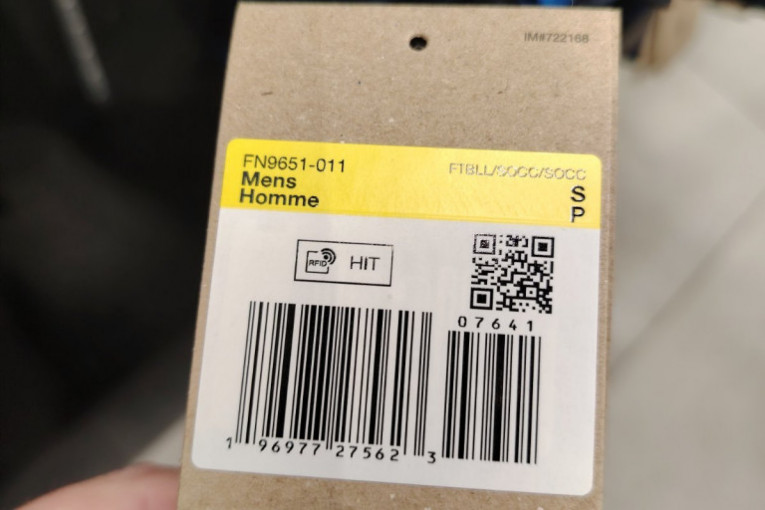 IM#722168
FN9651-011
FTBLL/SOCC/SOCC
Mens
Homme
S
P
RFID
HIT
07641
1 96977 27562 3